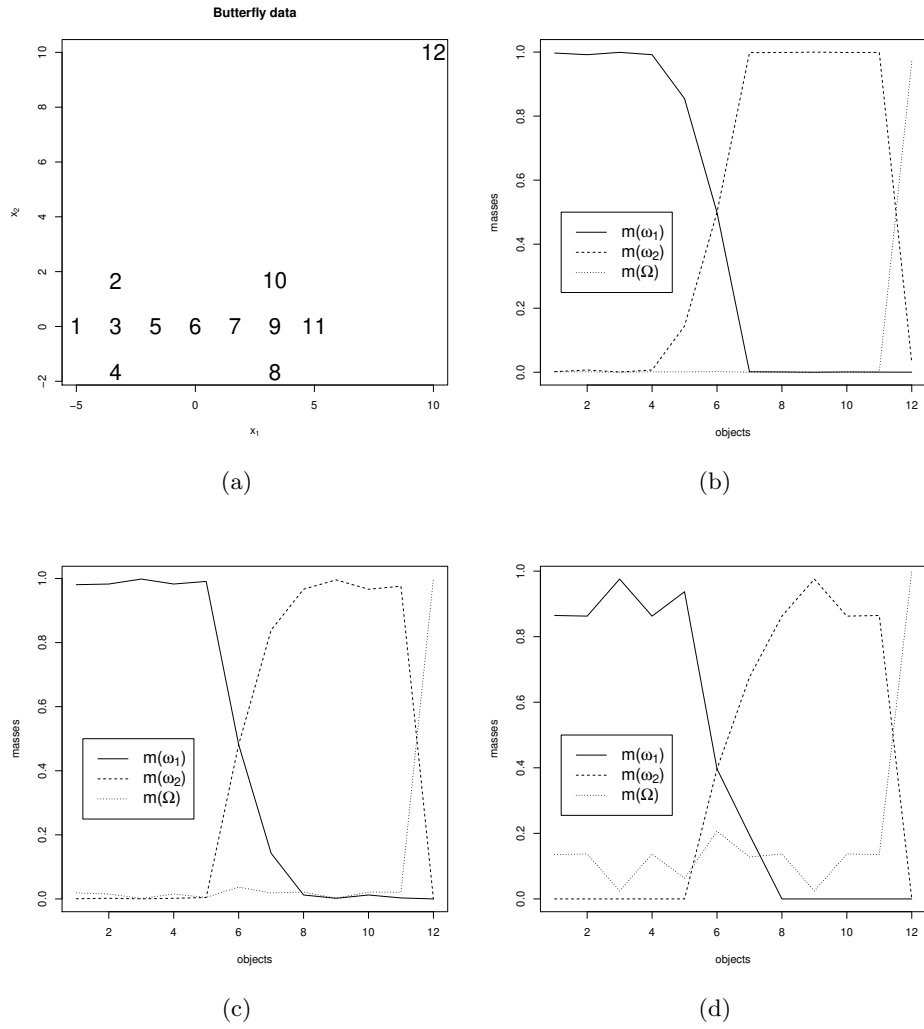 Butterfly data
12
2 10
1 3 5 6 7 9 11
4 8
−5 0 5 10
−2 0 2 4 6 8 10
x₁
x₂
(a)
m(ω₁)
m(ω₂)
m(Ω)
2 4 6 8 10 12
0.0 0.2 0.4 0.6 0.8 1.0
objects
masses
(b)
m(ω₁)
m(ω₂)
m(Ω)
2 4 6 8 10 12
0.0 0.2 0.4 0.6 0.8 1.0
objects
masses
(c)
m(ω₁)
m(ω₂)
m(Ω)
2 4 6 8 10 12
0.0 0.2 0.4 0.6 0.8 1.0
objects
masses
(d)